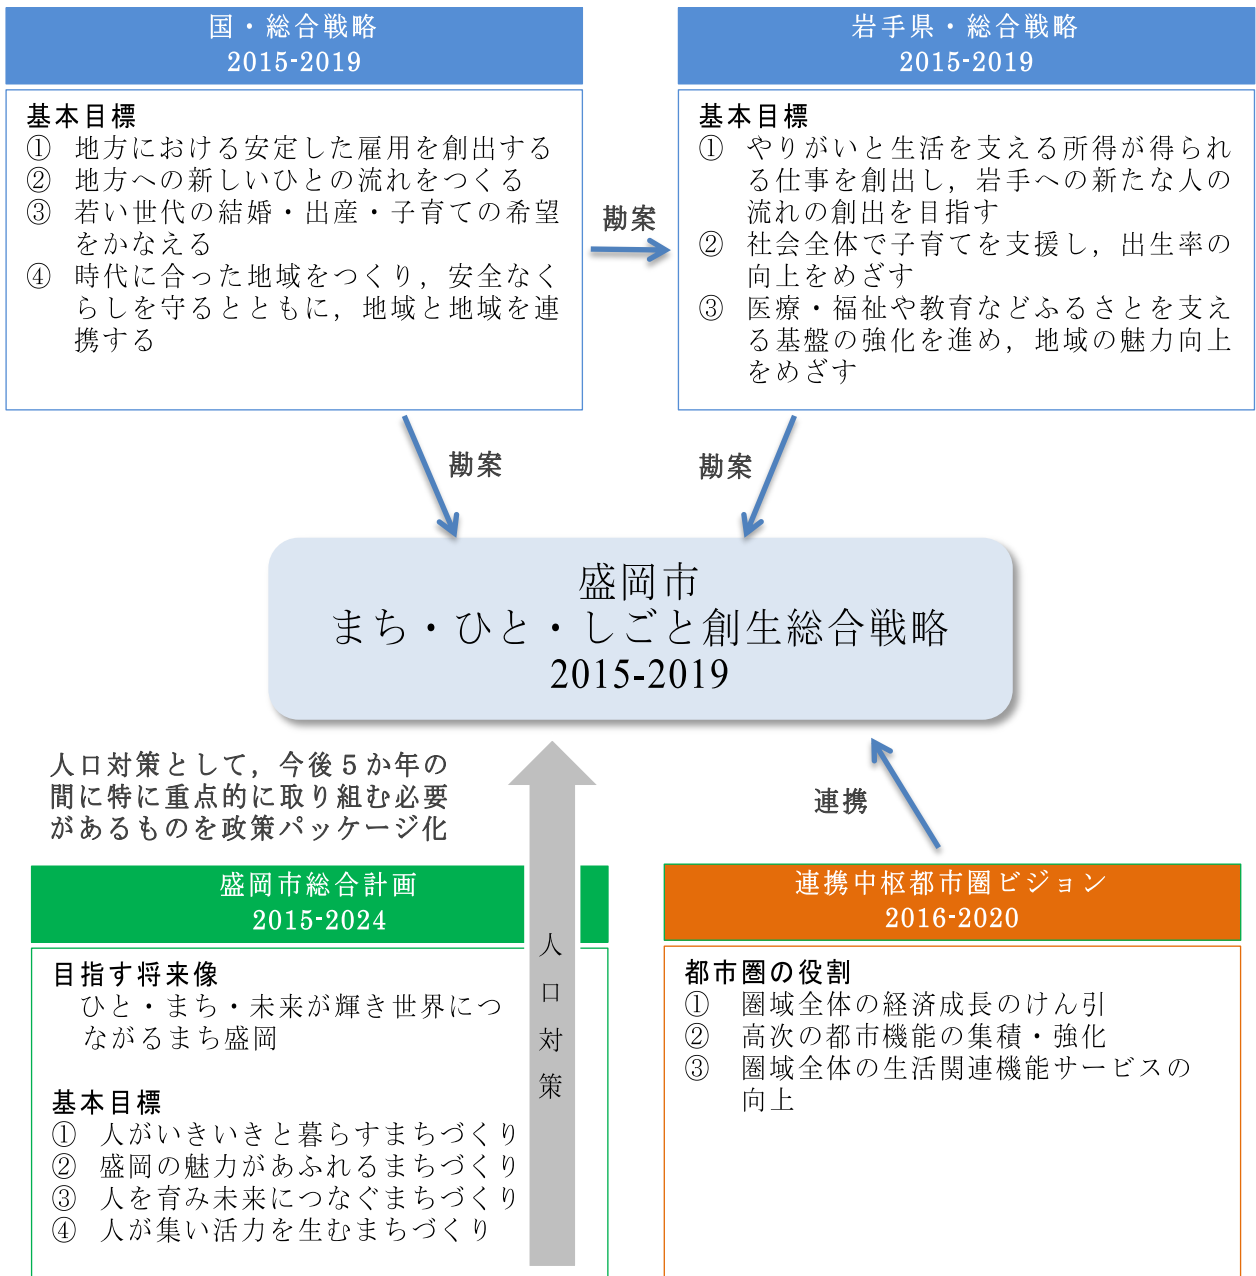 国・総合戦略
2015-2019
基本目標
① 地方における安定した雇用を創出する
② 地方への新しいひとの流れをつくる
③ 若い世代の結婚・出産・子育ての希望
をかなえる
④ 時代に合った地域をつくり，安全なく
らしを守るとともに，地域と地域を連
携する
勘案
岩手県・総合戦略
2015-2019
基本目標
① やりがいと生活を支える所得が得られ
る仕事を創出し，岩手への新たな人の
流れの創出を目指す
② 社会全体で子育てを支援し，出生率の
向上をめざす
③ 医療・福祉や教育などふるさとを支え
る基盤の強化を進め，地域の魅力向上
をめざす
勘案
勘案
盛岡市
まち・ひと・しごと創生総合戦略
2015-2019
人口対策として，今後５か年の
間に特に重点的に取り組む必要
があるものを政策パッケージ化
連携
盛岡市総合計画
2015-2024
目指す将来像
ひと・まち・未来が輝き世界につ
ながるまち盛岡
基本目標
① 人がいきいきと暮らすまちづくり
② 盛岡の魅力があふれるまちづくり
③ 人を育み未来につなぐまちづくり
④ 人が集い活力を生むまちづくり
人口対策
連携中枢都市圏ビジョン
2016-2020
都市圏の役割
① 圏域全体の経済成長のけん引
② 高次の都市機能の集積・強化
③ 圏域全体の生活関連機能サービスの
向上